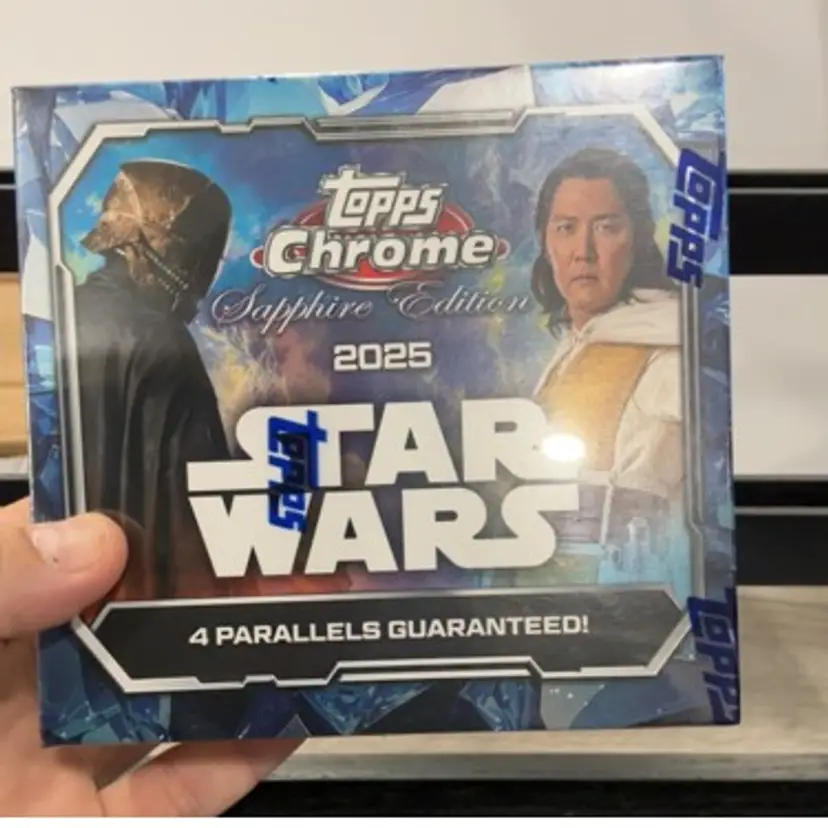 Topps
Chrome
Sapphire Edition
2025
STAR
WARS
4 PARALLELS GUARANTEED!
Topps
Topps
Topps